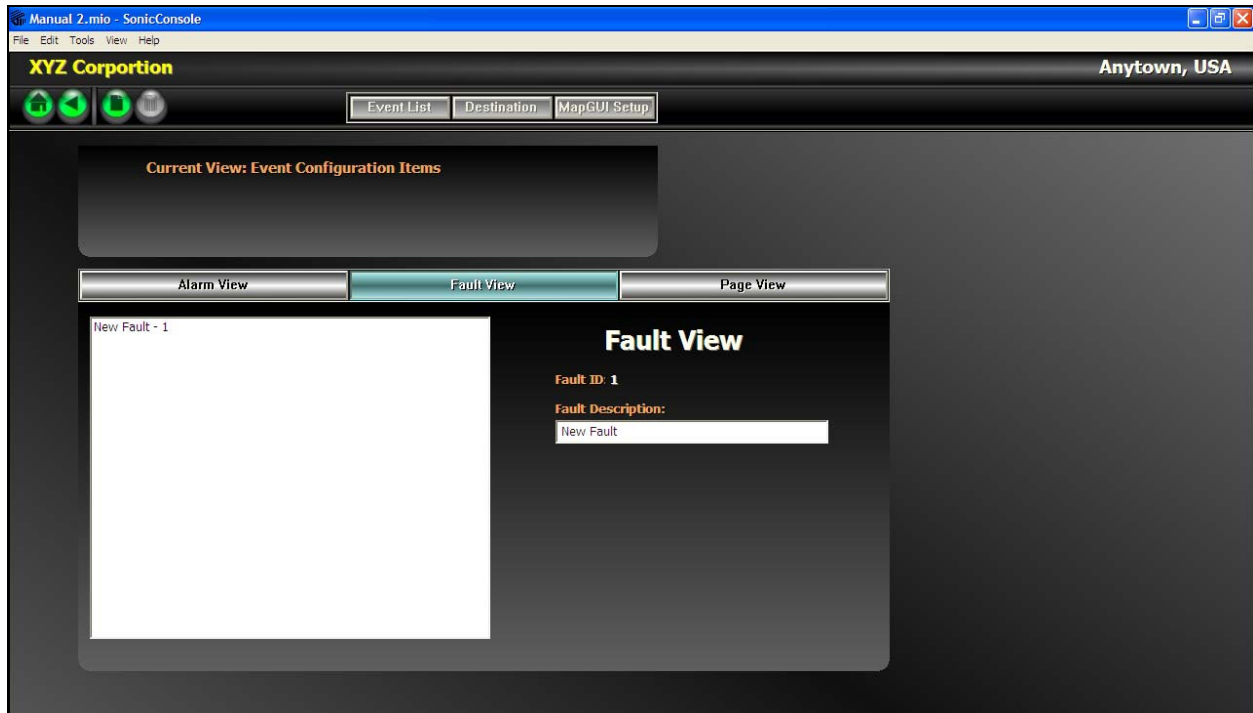 Manual 2.mio - SonicConsole
File Edit Tools View Help
XYZ Corportion Anytown, USA
Event List Destination MapGUI Setup
Current View: Event Configuration Items
Alarm View Fault View Page View
New Fault - 1
Fault View
Fault ID: 1
Fault Description:
New Fault